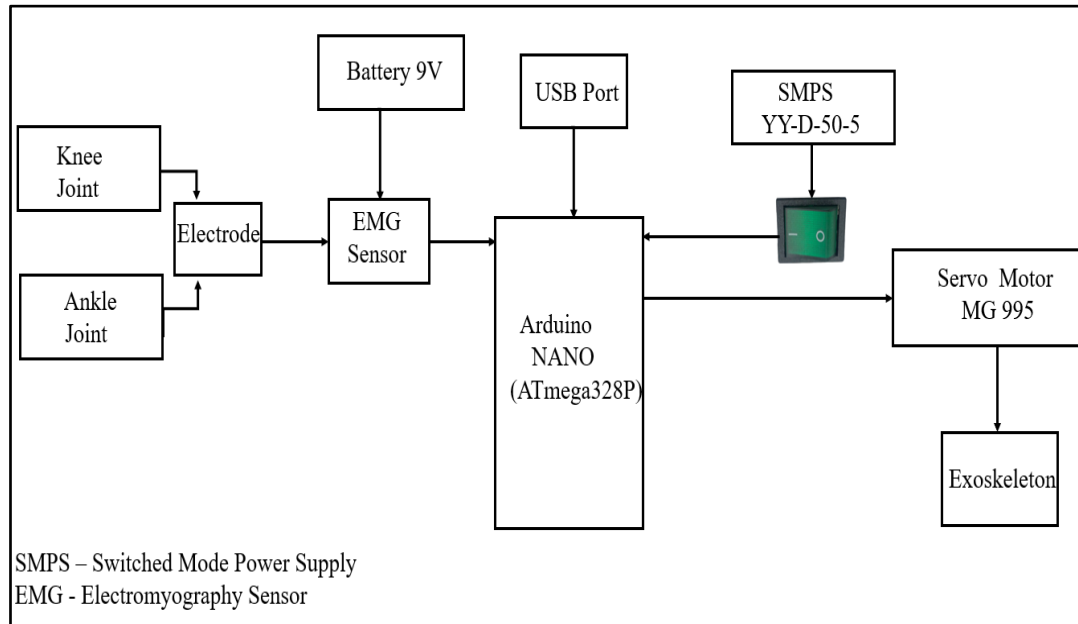 Battery 9V
USB Port
SMPS
YY-D-50-5
Knee
Joint
Electrode
EMG
Sensor
Ankle
Joint
Arduino
NANO
(ATmega328P)
I O
Servo Motor
MG 995
Exoskeleton
SMPS – Switched Mode Power Supply
EMG - Electromyography Sensor